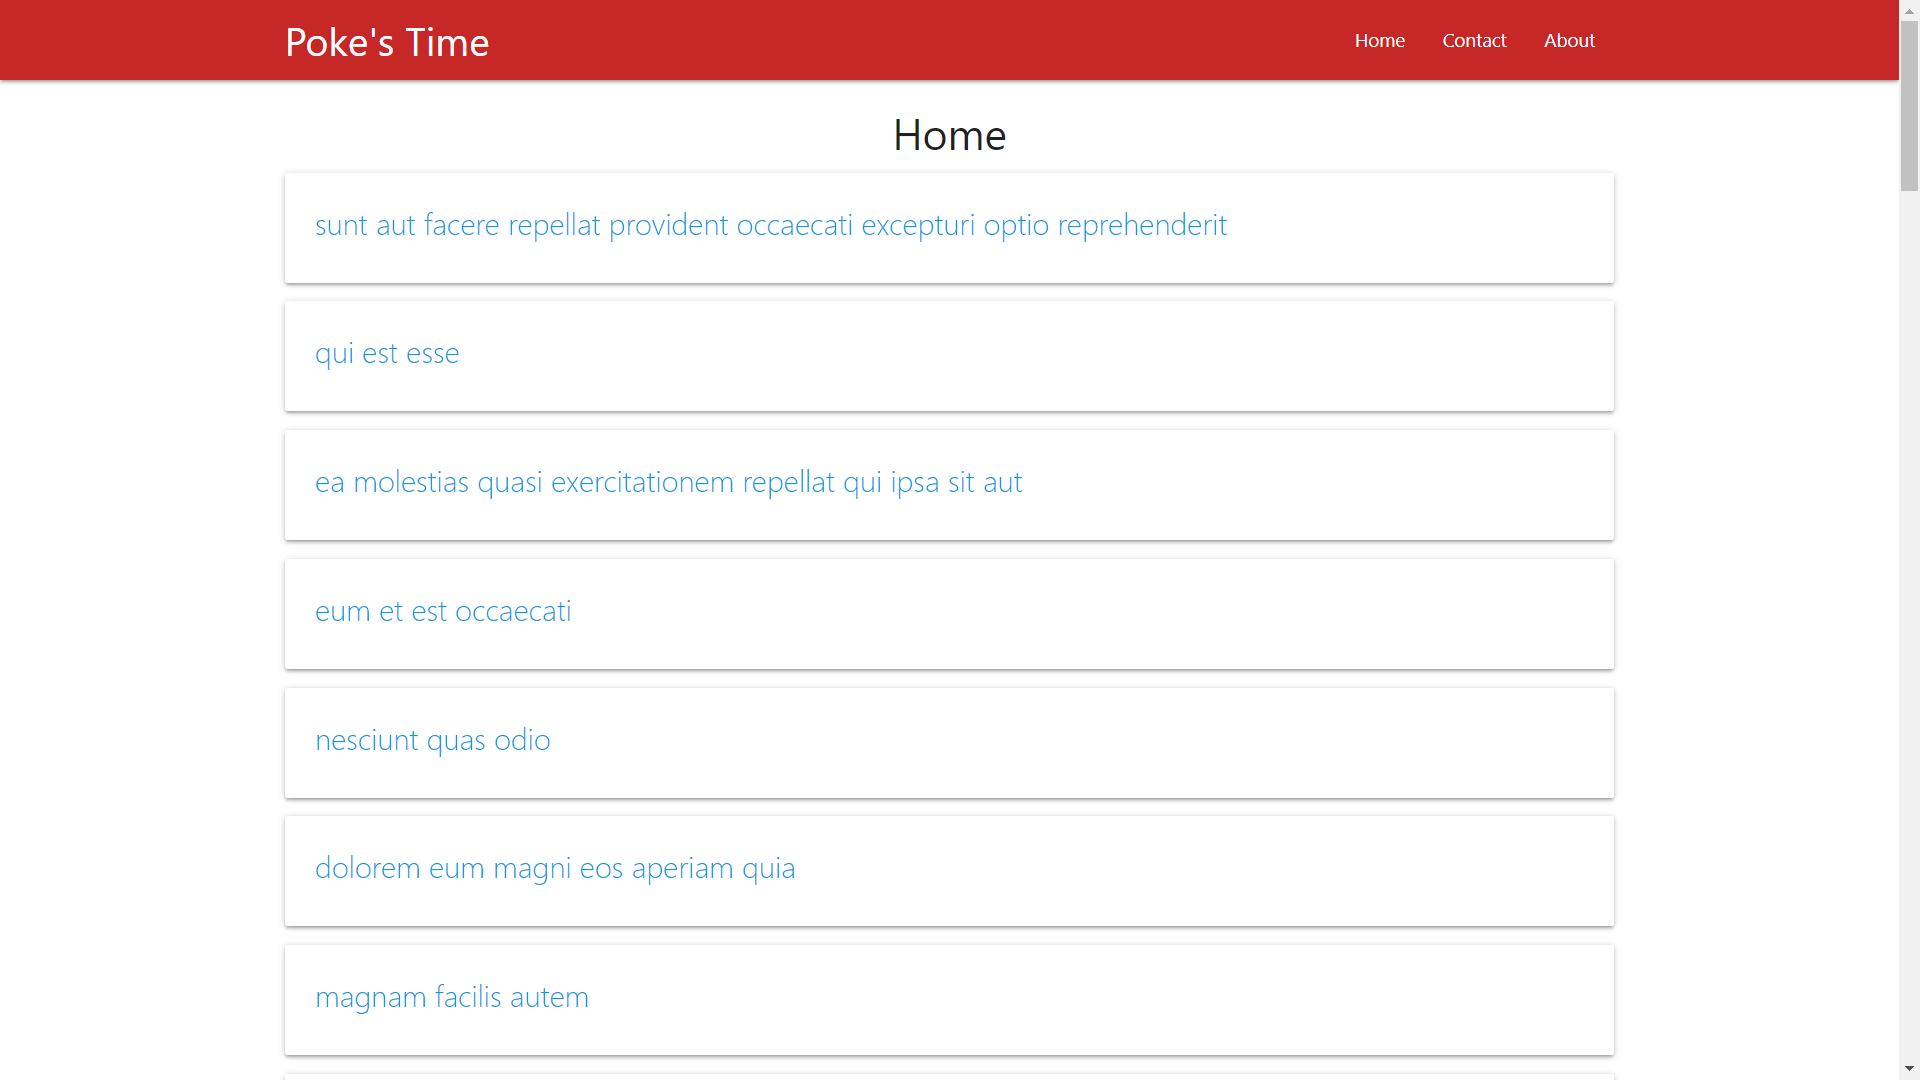 Poke's Time
Home Contact About
Home
sunt aut facere repellat provident occaecati excepturi optio reprehenderit
qui est esse
ea molestias quasi exercitationem repellat qui ipsa sit aut
eum et est occaecati
nesciunt quas odio
dolorem eum magni eos aperiam quia
magnam facilis autem